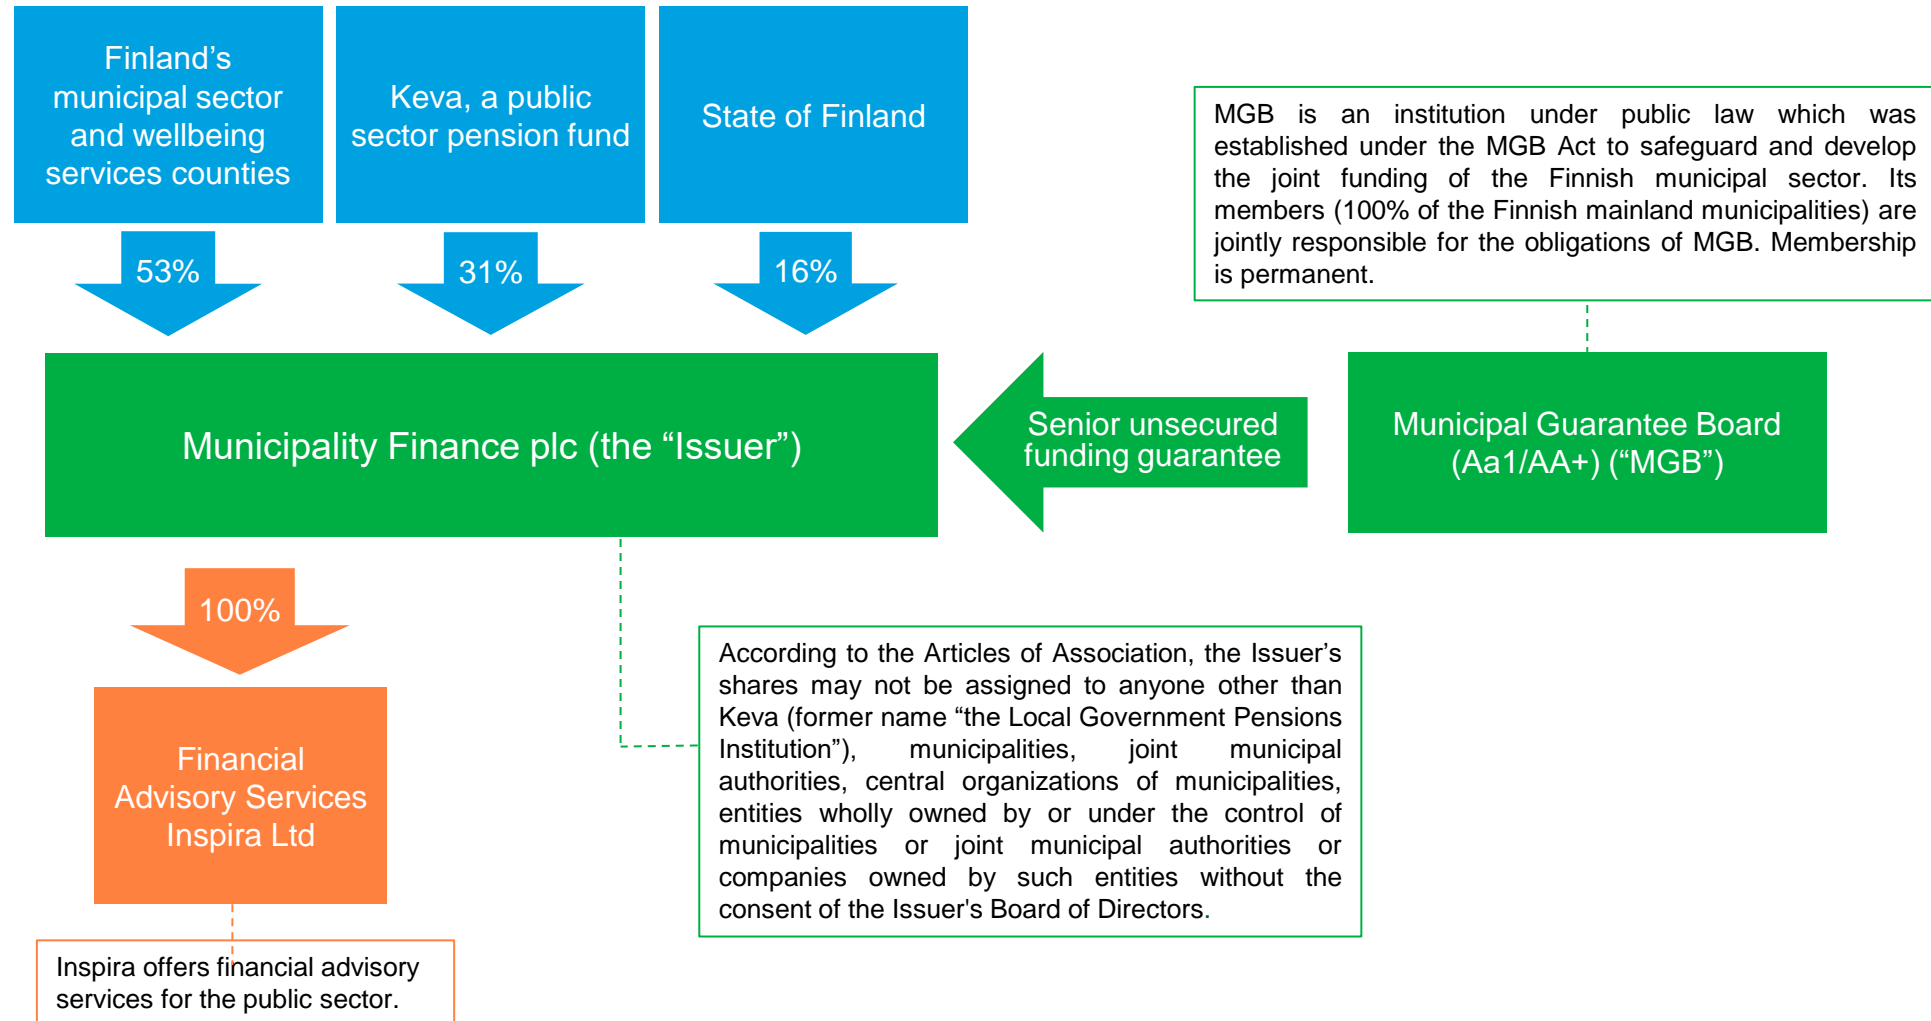 Finland’s
municipal sector
and wellbeing
services counties
Keva, a public
sector pension fund
State of Finland
MGB is an institution under public law which was
established under the MGB Act to safeguard and develop
the joint funding of the Finnish municipal sector. Its
members (100% of the Finnish mainland municipalities) are
jointly responsible for the obligations of MGB. Membership
is permanent.
53%
31%
16%
Municipality Finance plc (the “Issuer”)
Senior unsecured
funding guarantee
Municipal Guarantee Board
(Aa1/AA+) (“MGB”)
100%
According to the Articles of Association, the Issuer’s
shares may not be assigned to anyone other than
Keva (former name “the Local Government Pensions
Institution”), municipalities, joint municipal
authorities, central organizations of municipalities,
entities wholly owned by or under the control of
municipalities or joint municipal authorities or
companies owned by such entities without the
consent of the Issuer's Board of Directors.
Financial
Advisory Services
Inspira Ltd
Inspira offers financial advisory
services for the public sector.